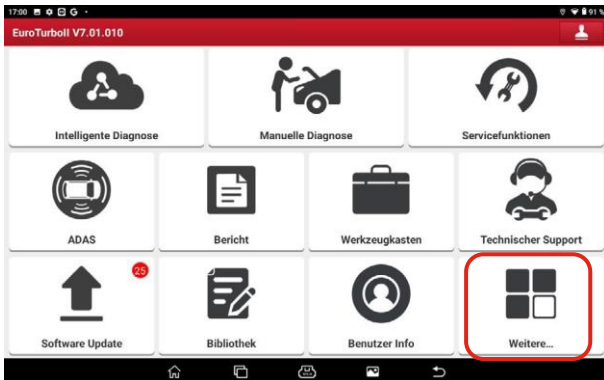 17:00 G · 91 %
EuroTurboII V7.01.010
Intelligente Diagnose
Manuelle Diagnose
Servicefunktionen
ADAS
Bericht
Werkzeugkasten
Technischer Support
25
Software Update
Bibliothek
Benutzer Info
Weitere...